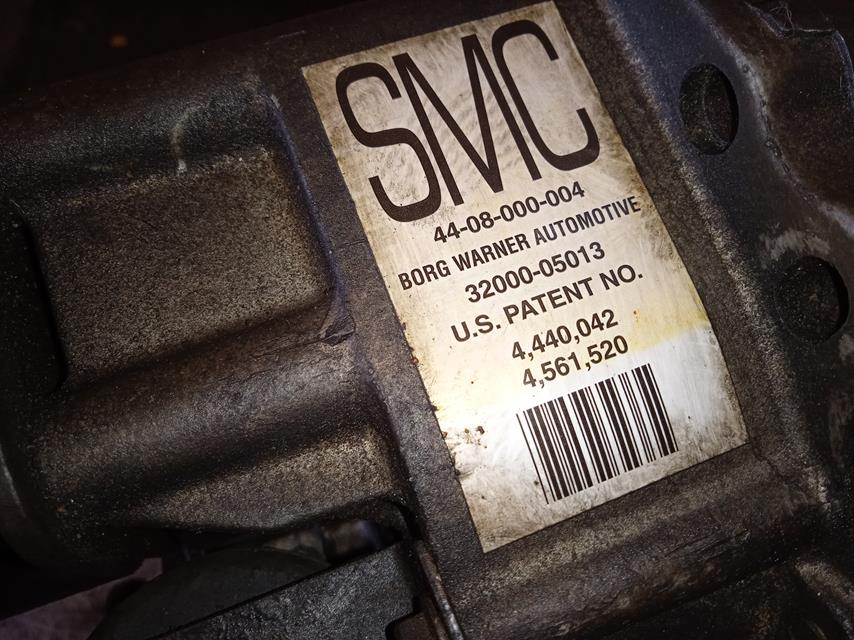 SMC
44-08-000-004
BORG WARNER AUTOMOTIVE
32000-05013
U.S. PATENT NO.
4,440,042
4,561,520